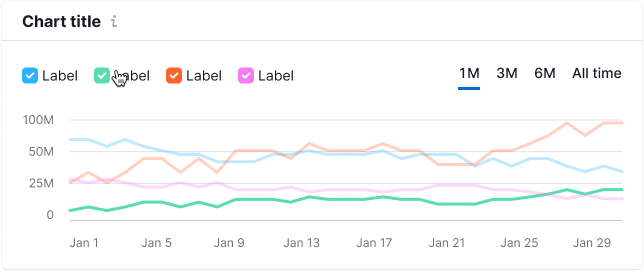 Chart title
Label Label Label Label
1M 3M 6M All time
100M
50M
25M
0
Jan 1 Jan 5 Jan 9 Jan 13 Jan 17 Jan 21 Jan 25 Jan 29